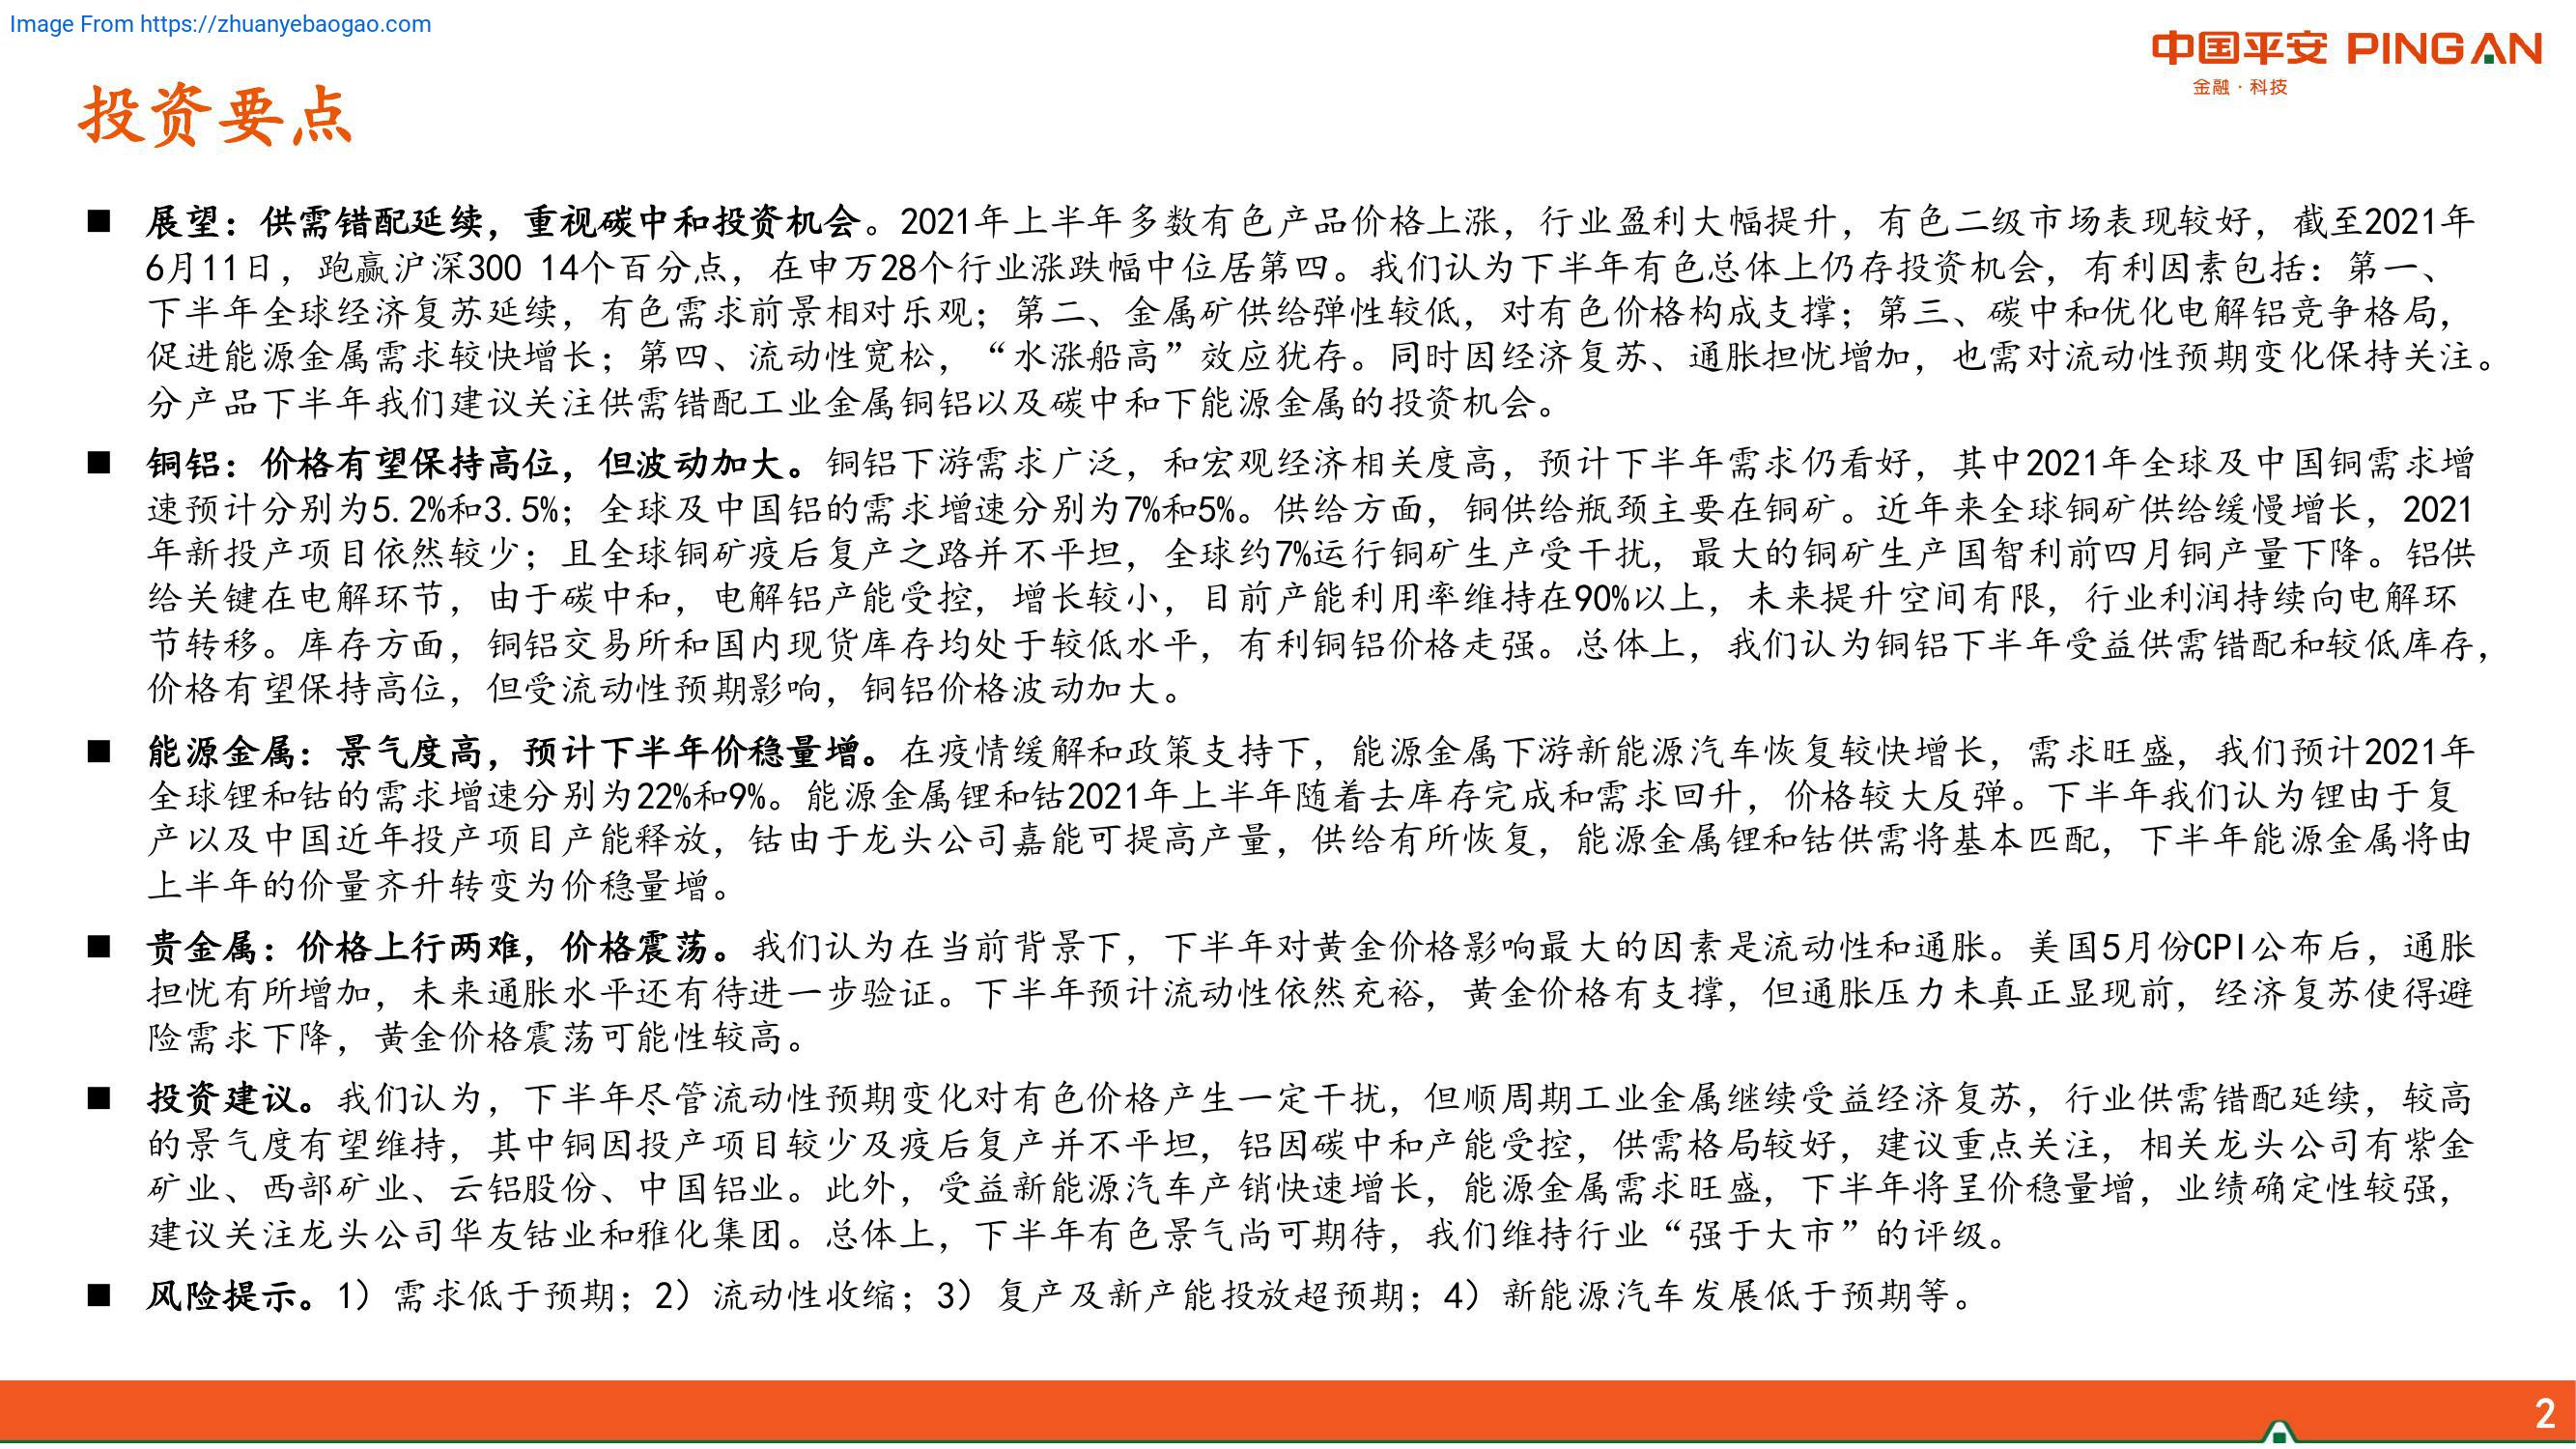 Image From https://zhuanyebaogao.com
中国平安 PINGAN
金融·科技
投资要点
■ 展望：供需错配延续，重视碳中和投资机会。2021年上半年多数有色产品价格上涨，行业盈利大幅提升，有色二级市场表现较好，截至2021年
6月11日，跑赢沪深300 14个百分点，在申万28个行业涨跌幅中位居第四。我们认为下半年有色总体上仍存投资机会，有利因素包括：第一、
下半年全球经济复苏延续，有色需求前景相对乐观；第二、金属矿供给弹性较低，对有色价格构成支撑；第三、碳中和优化电解铝竞争格局，
促进能源金属需求较快增长；第四、流动性宽松，“水涨船高”效应犹存。同时因经济复苏、通胀担忧增加，也需对流动性预期变化保持关注。
分产品下半年我们建议关注供需错配工业金属铜铝以及碳中和下能源金属的投资机会。
■ 铜铝：价格有望保持高位，但波动加大。铜铝下游需求广泛，和宏观经济相关度高，预计下半年需求仍看好，其中2021年全球及中国铜需求增
速预计分别为5.2%和3.5%；全球及中国铝的需求增速分别为7%和5%。供给方面，铜供给瓶颈主要在铜矿。近年来全球铜矿供给缓慢增长，2021
年新投产项目依然较少；且全球铜矿疫后复产之路并不平坦，全球约7%运行铜矿生产受干扰，最大的铜矿生产国智利前四月铜产量下降。铝供
给关键在电解环节，由于碳中和，电解铝产能受控，增长较小，目前产能利用率维持在90%以上，未来提升空间有限，行业利润持续向电解环
节转移。库存方面，铜铝交易所和国内现货库存均处于较低水平，有利铜铝价格走强。总体上，我们认为铜铝下半年受益供需错配和较低库存，
价格有望保持高位，但受流动性预期影响，铜铝价格波动加大。
■ 能源金属：景气度高，预计下半年价稳量增。在疫情缓解和政策支持下，能源金属下游新能源汽车恢复较快增长，需求旺盛，我们预计2021年
全球锂和钴的需求增速分别为22%和9%。能源金属锂和钴2021年上半年随着去库存完成和需求回升，价格较大反弹。下半年我们认为锂由于复
产以及中国近年投产项目产能释放，钴由于龙头公司嘉能可提高产量，供给有所恢复，能源金属锂和钴供需将基本匹配，下半年能源金属将由
上半年的价量齐升转变为价稳量增。
■ 贵金属：价格上行两难，价格震荡。我们认为在当前背景下，下半年对黄金价格影响最大的因素是流动性和通胀。美国5月份CPI公布后，通胀
担忧有所增加，未来通胀水平还有待进一步验证。下半年预计流动性依然充裕，黄金价格有支撑，但通胀压力未真正显现前，经济复苏使得避
险需求下降，黄金价格震荡可能性较高。
■ 投资建议。我们认为，下半年尽管流动性预期变化对有色价格产生一定干扰，但顺周期工业金属继续受益经济复苏，行业供需错配延续，较高
的景气度有望维持，其中铜因投产项目较少及疫后复产并不平坦，铝因碳中和产能受控，供需格局较好，建议重点关注，相关龙头公司有紫金
矿业、西部矿业、云铝股份、中国铝业。此外，受益新能源汽车产销快速增长，能源金属需求旺盛，下半年将呈价稳量增，业绩确定性较强，
建议关注龙头公司华友钴业和雅化集团。总体上，下半年有色景气尚可期待，我们维持行业“强于大市”的评级。
■ 风险提示。1）需求低于预期；2）流动性收缩；3）复产及新产能投放超预期；4）新能源汽车发展低于预期等。
2